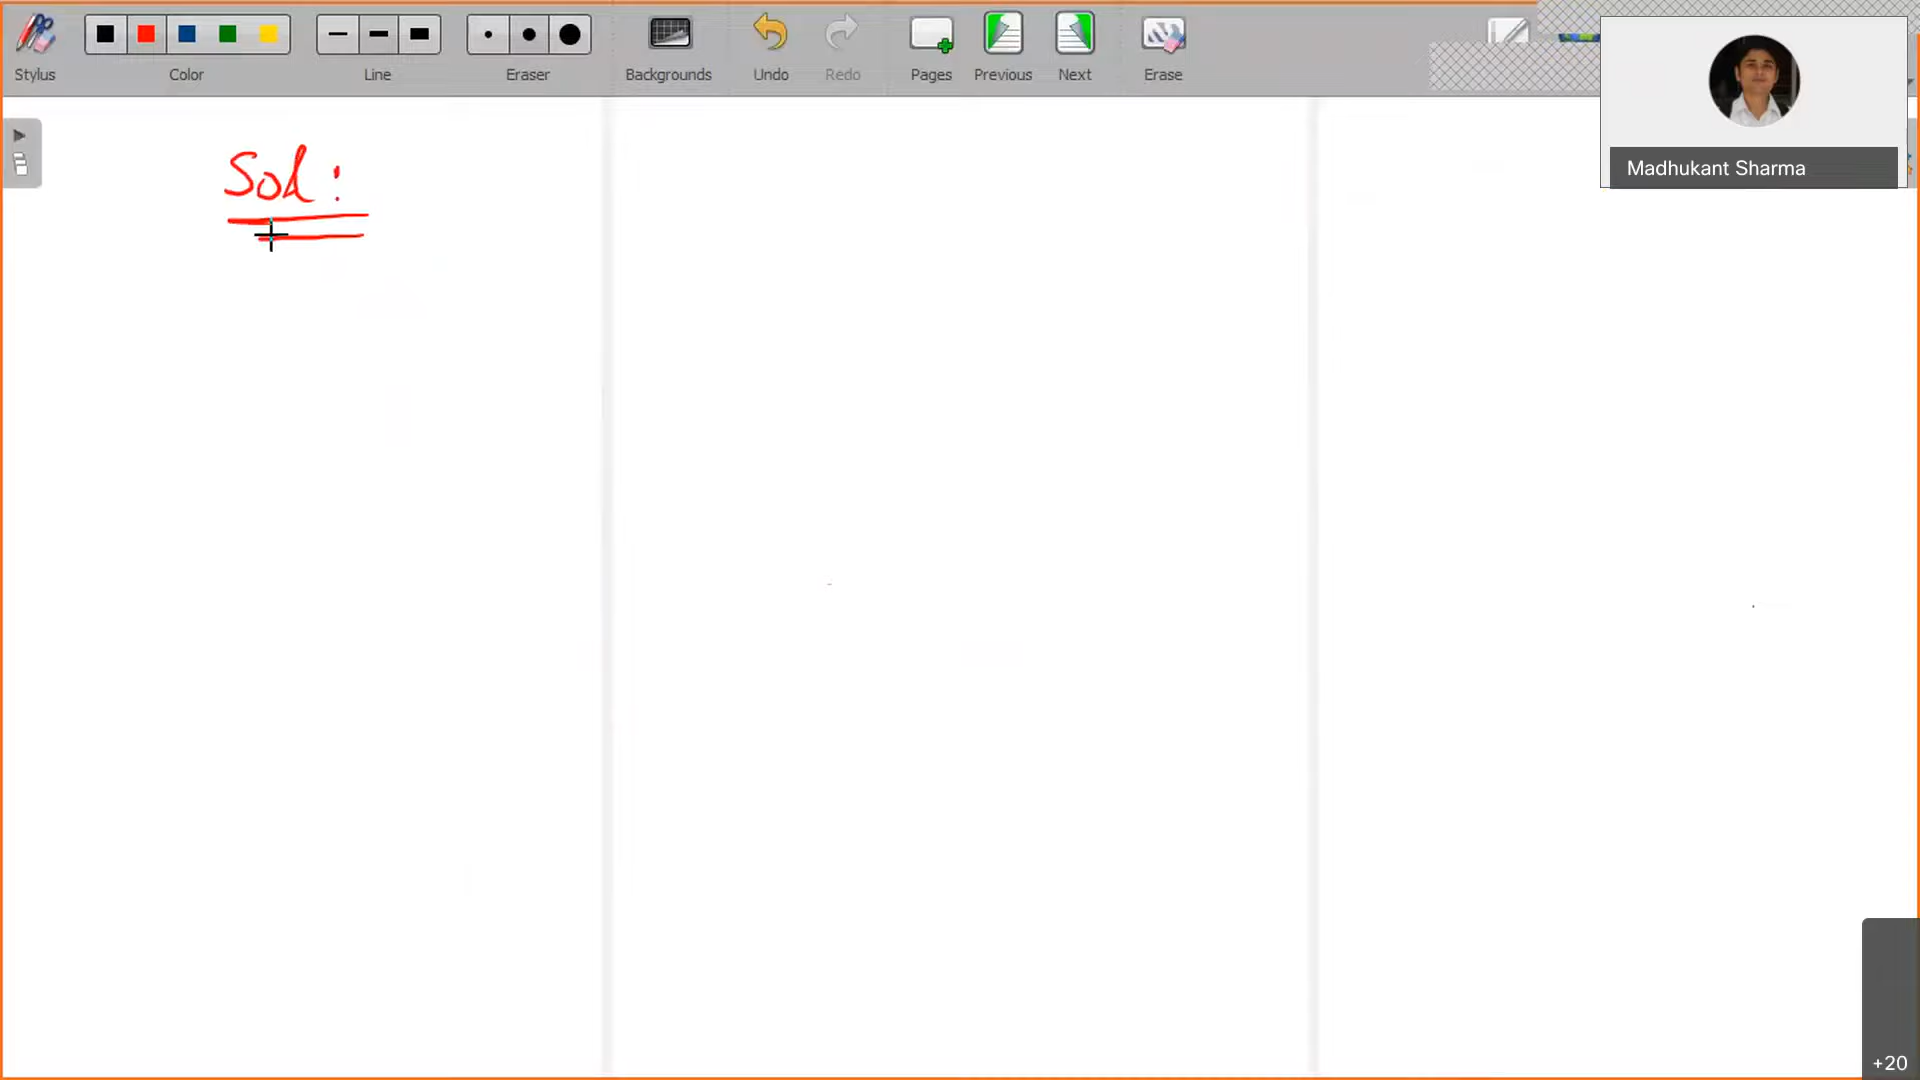 Stylus Color Line Eraser Backgrounds Undo Redo Pages Previous Next Erase
Madhukant Sharma
Sol :
+20